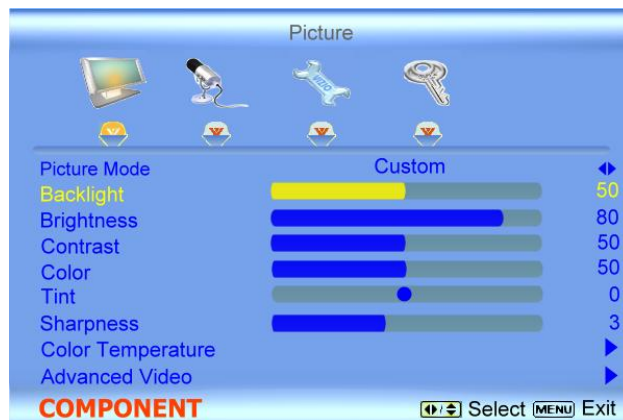 Picture
VIZIO
Picture Mode Custom
Backlight 50
Brightness 80
Contrast 50
Color 50
Tint 0
Sharpness 3
Color Temperature
Advanced Video
COMPONENT Select MENU Exit